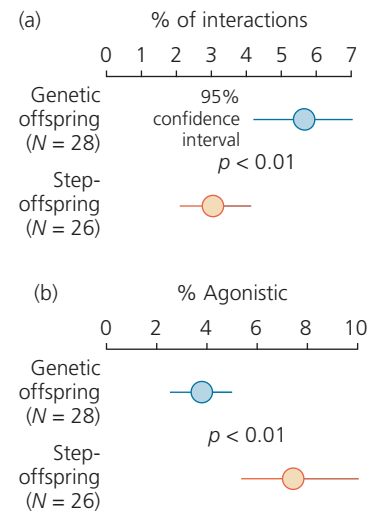 (a) % of interactions
0 1 2 3 4 5 6 7
Genetic
offspring
(N = 28)
95%
confidence
interval
p < 0.01
Step-
offspring
(N = 26)
(b) % Agonistic
0 2 4 6 8 10
Genetic
offspring
(N = 28)
p < 0.01
Step-
offspring
(N = 26)